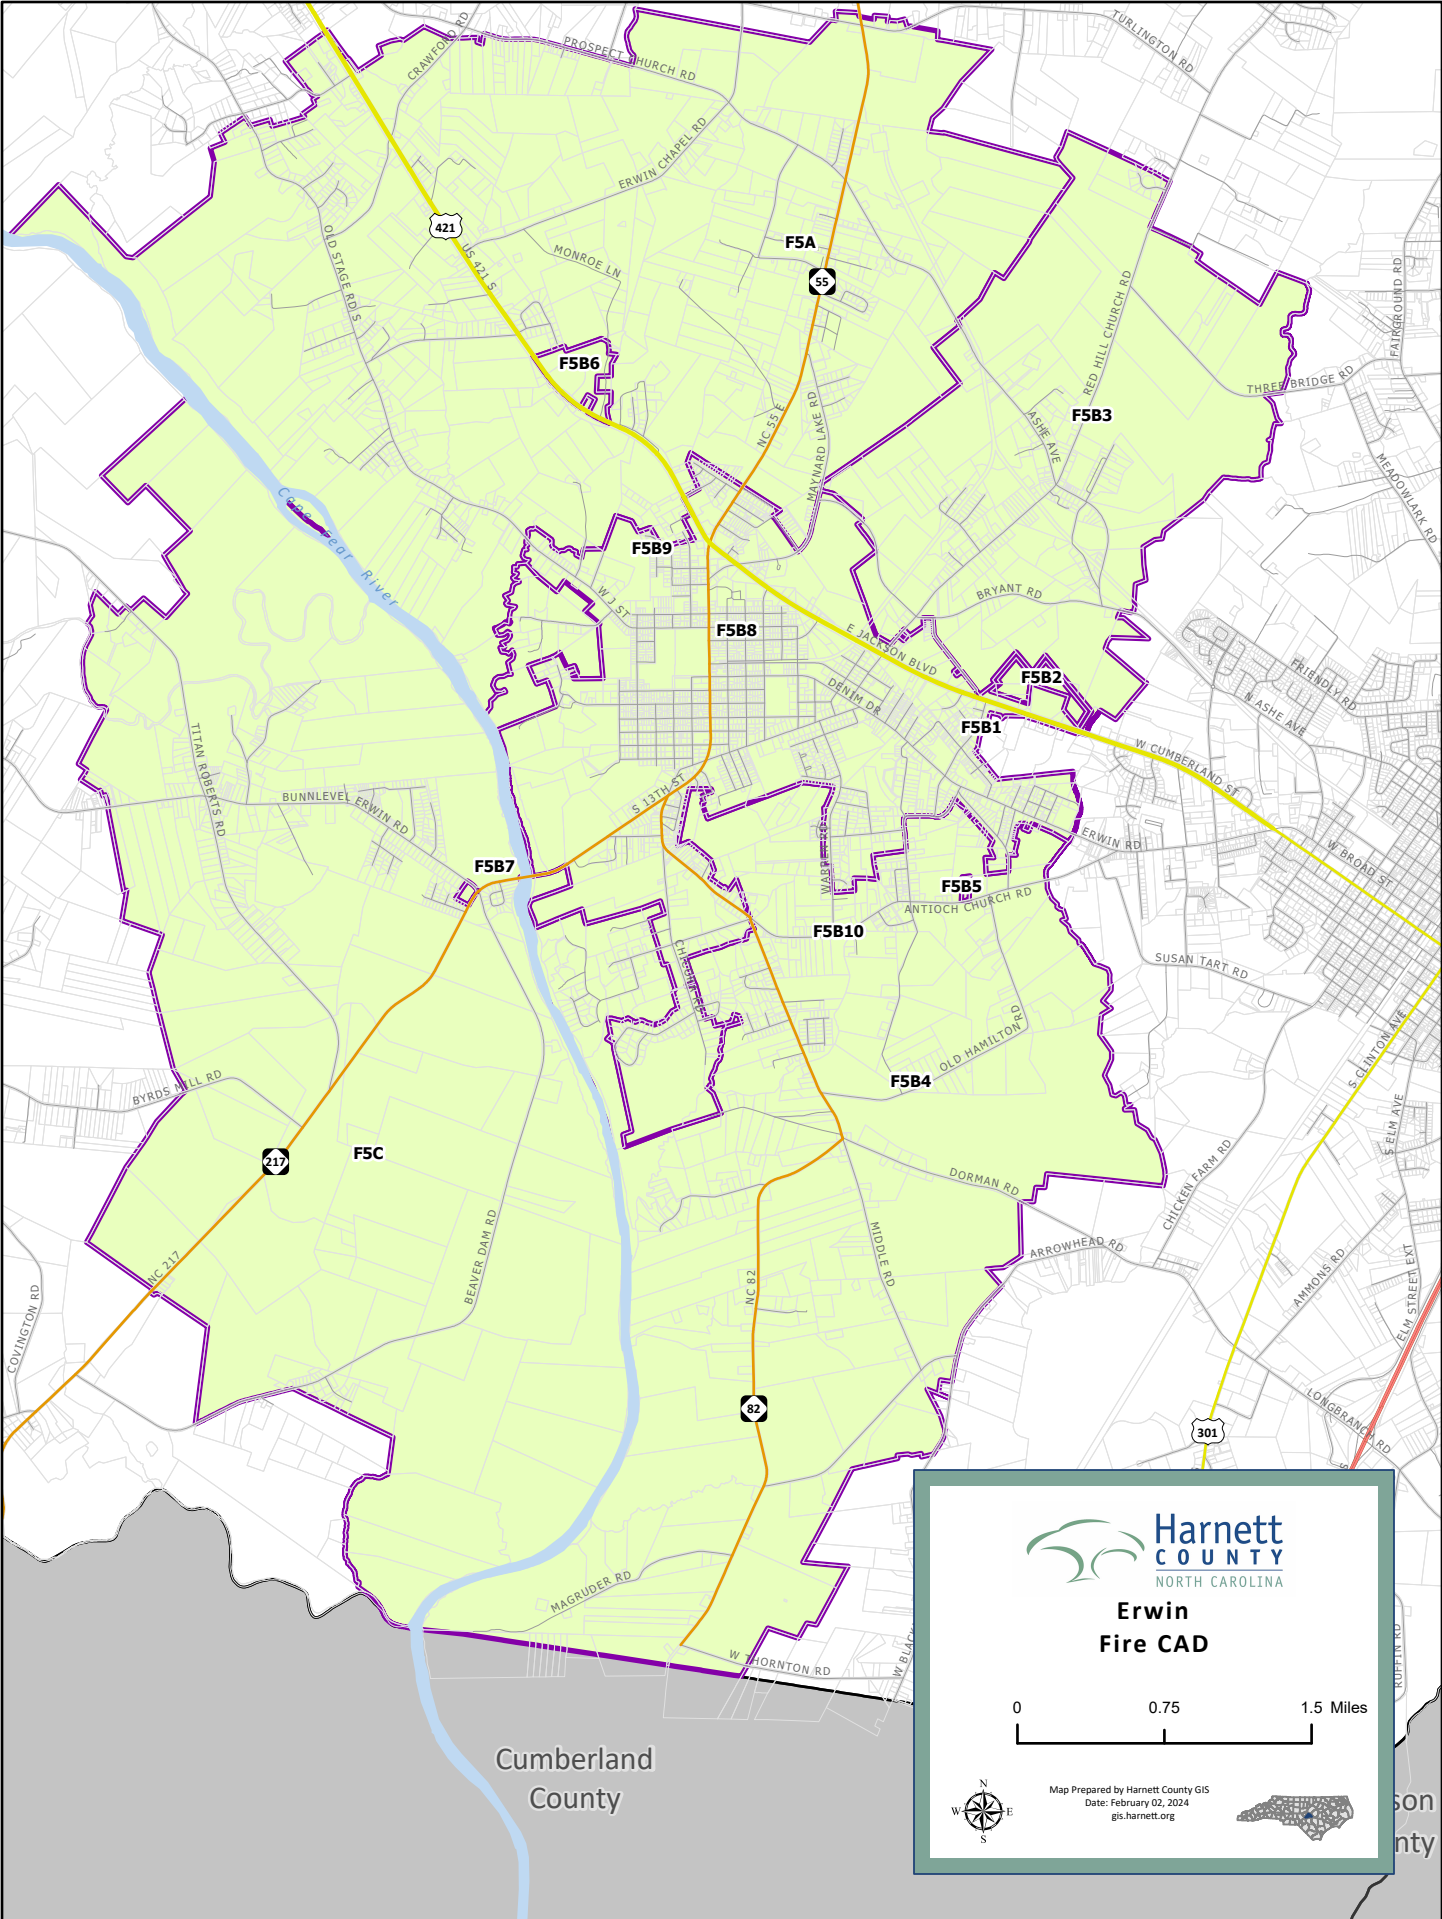 TURLINGTON RD
CRAWFORD RD
PROSPECT CHURCH RD
ERWIN CHAPEL RD
421
US 421 S
OLD STAGE RD S
MONROE LN
F5A
55
RED HILL CHURCH RD
FAIRGROUND RD
F5B6
THREE BRIDGE RD
NC 55 E
MAYNARD LAKE RD
ASHE AVE
F5B3
MEADOWLARK RD
Cape Fear River
F5B9
W J ST
BRYANT RD
F5B8
E JACKSON BLVD
F5B2
FRIENDLY RD
DENIM DR
N ASHE AVE
F5B1
TITAN ROBERTS RD
W CUMBERLAND ST
BUNNLEVEL ERWIN RD
S 13TH ST
ERWIN RD
W BROAD ST
F5B7
F5B5
ANTIOCH CHURCH RD
F5B10
SUSAN TART RD
OLD HAMILTON RD
S CLINTON AVE
BYRDS MILL RD
F5B4
S ELM AVE
F5C
217
DORMAN RD
CHICKEN FARM RD
MIDDLE RD
ARROWHEAD RD
BEAVER DAM RD
NC 217
NC 82
AMMONS RD
ELM STREET EXT
COVINGTON RD
82
LONGBRANCH RD
301
MAGRUDER RD
W THORNTON RD
W BLACK
RUFFIN RD
Harnett
COUNTY
NORTH CAROLINA
Erwin
Fire CAD
0 0.75 1.5 Miles
Map Prepared by Harnett County GIS
Date: February 02, 2024
gis.harnett.org
N
W E
S
Cumberland
County
son
nty